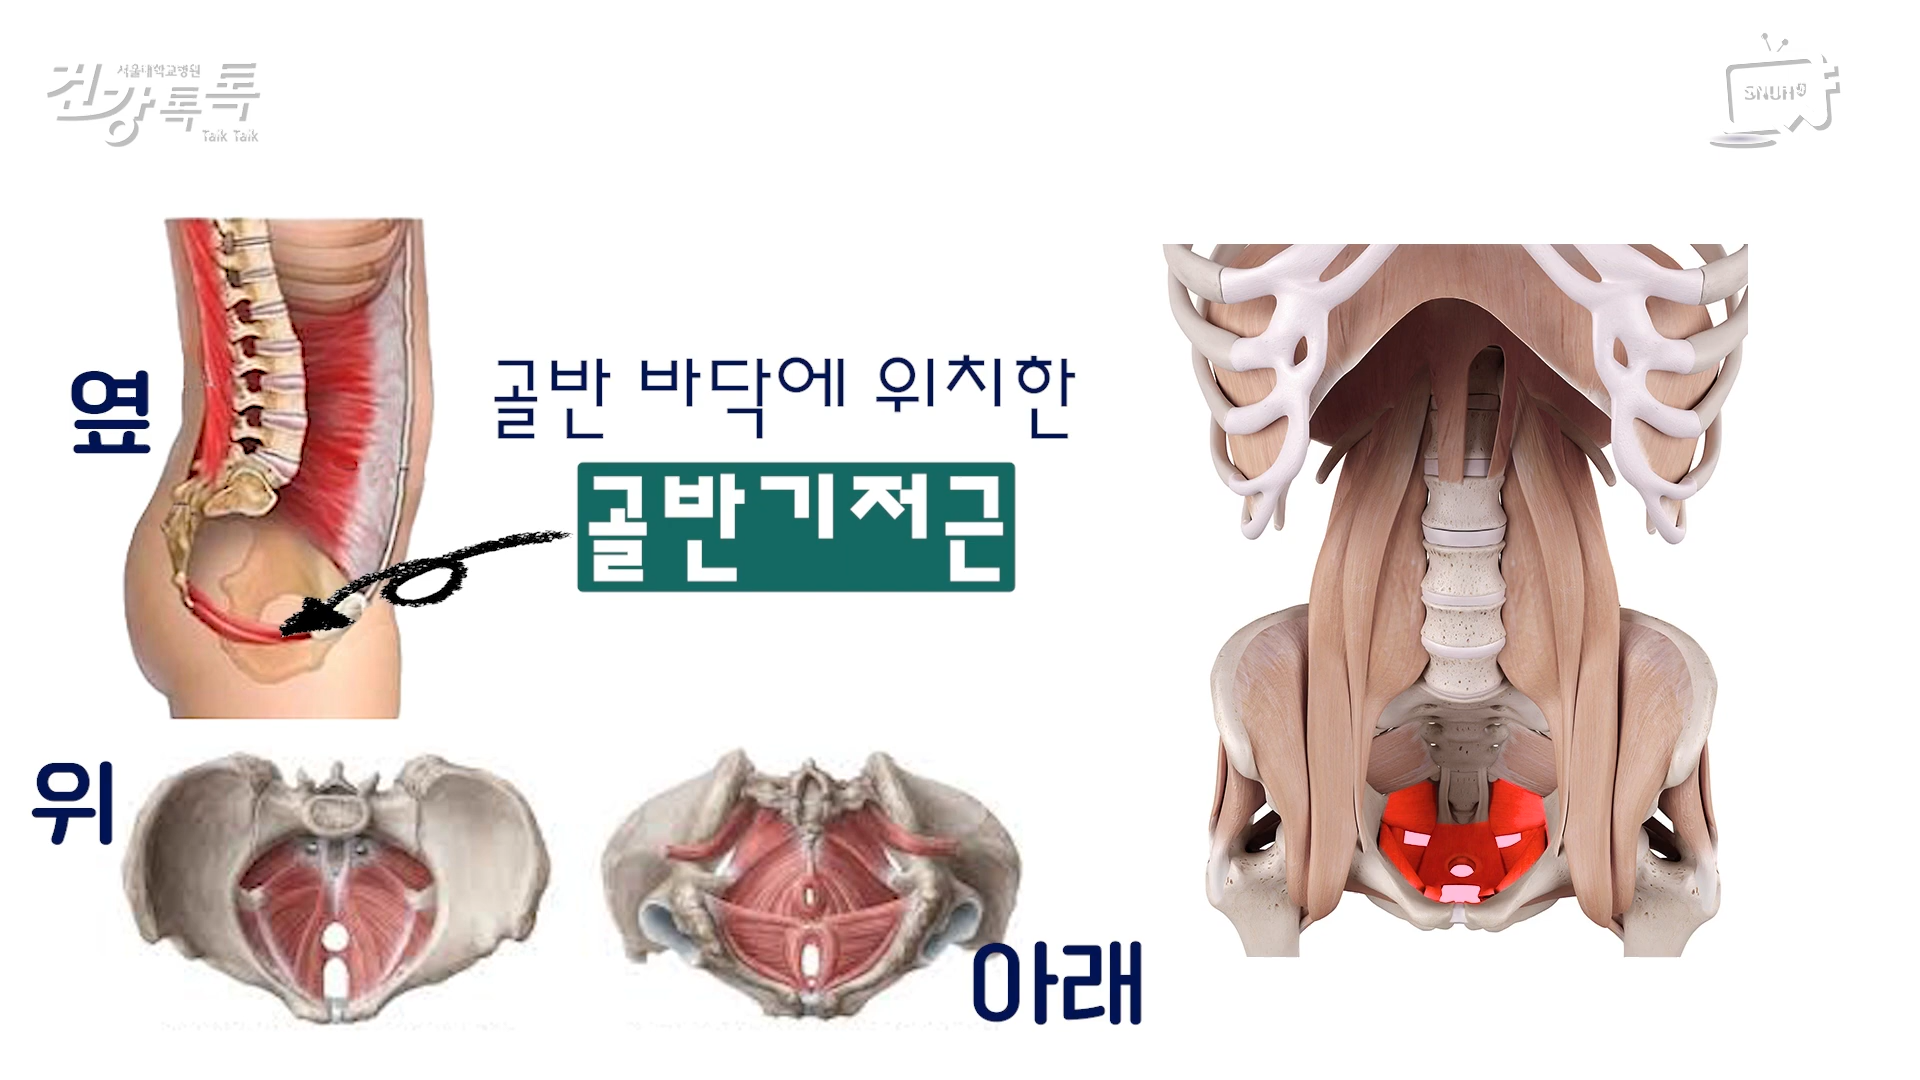 서울대학교병원
건강톡톡
Talk Talk
SNUH
옆
골반 바닥에 위치한
골반기저근
위
아래